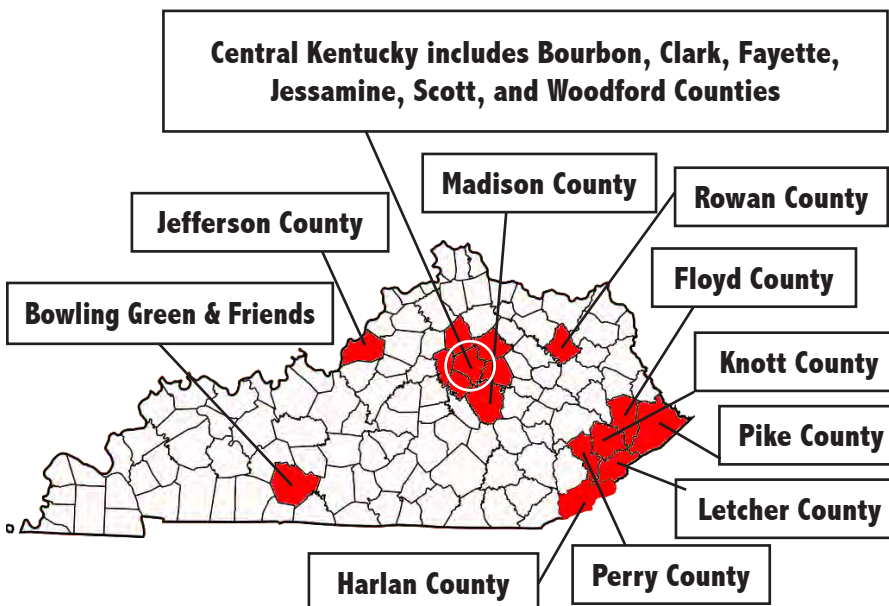 Central Kentucky includes Bourbon, Clark, Fayette,
Jessamine, Scott, and Woodford Counties
Madison County
Rowan County
Jefferson County
Floyd County
Bowling Green & Friends
Knott County
Pike County
Letcher County
Perry County
Harlan County